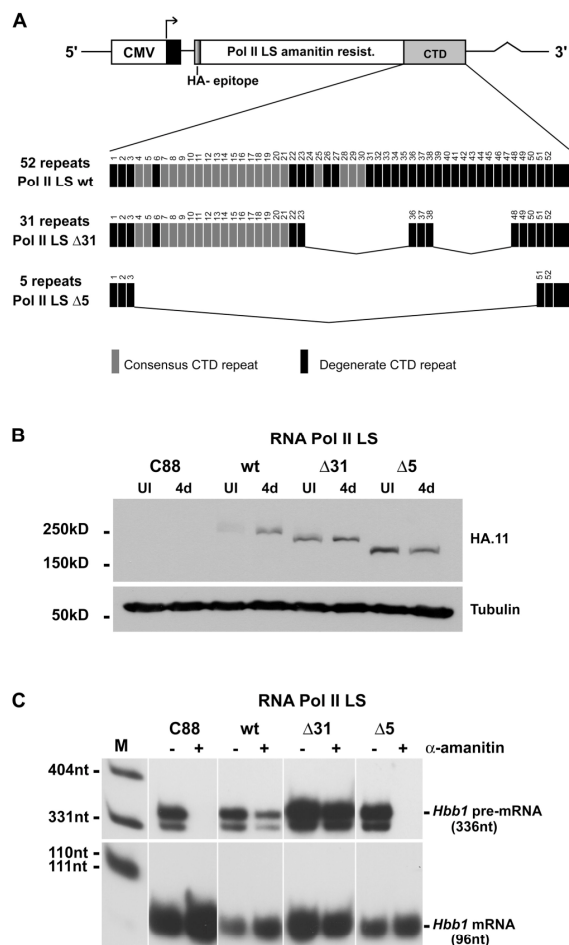 A
5' CMV Pol II LS amanitin resist. CTD 3'
HA- epitope
1 2 3 4 5 6 7 8 9 10 11 12 13 14 15 16 17 18 19 20 21 22 23 24 25 26 27 28 29 30 31 32 33 34 35 36 37 38 39 40 41 42 43 44 45 46 47 48 49 50 51 52
52 repeats
Pol II LS wt
1 2 3 4 5 6 7 8 9 10 11 12 13 14 15 16 17 18 19 20 21 22 23 36 37 38 48 49 50 51 52
31 repeats
Pol II LS Δ31
1 2 3 51 52
5 repeats
Pol II LS Δ5
Consensus CTD repeat Degenerate CTD repeat
B
RNA Pol II LS
C88 wt Δ31 Δ5
UI 4d UI 4d UI 4d UI 4d
250kD -
HA.11
150kD -
50kD -
Tubulin
C
RNA Pol II LS
M C88 wt Δ31 Δ5
- + - + - + - + α-amanitin
404nt -
331nt -
- Hbb1 pre-mRNA
(336nt)
110nt -
111nt -
- Hbb1 mRNA
(96nt)